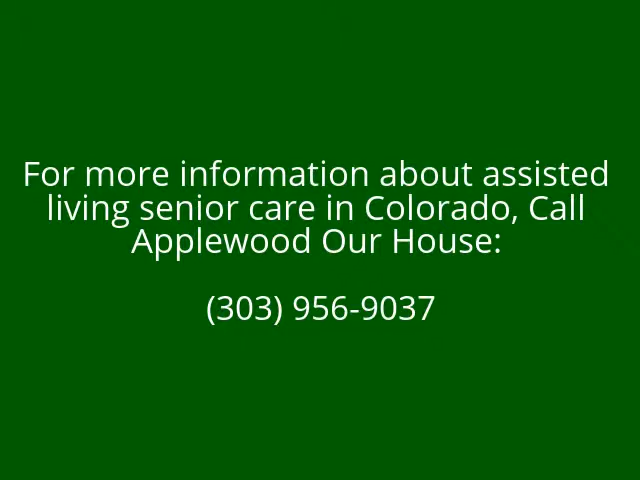 For more information about assisted
living senior care in Colorado, Call
Applewood Our House:
(303) 956-9037